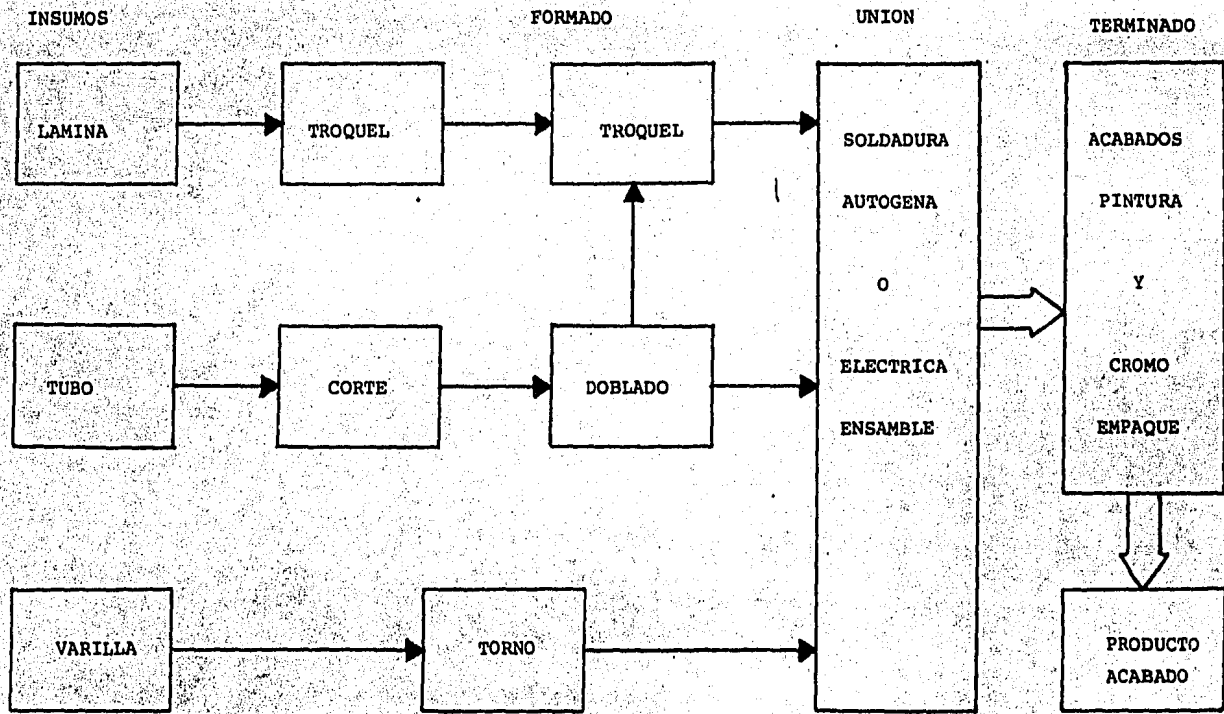 INSUMOS
FORMADO
UNION
TERMINADO
LAMINA
TROQUEL
TROQUEL
TUBO
CORTE
DOBLADO
VARILLA
TORNO
SOLDADURA
AUTOGENA
O
ELECTRICA
ENSAMBLE
ACABADOS
PINTURA
Y
CROMO
EMPAQUE
PRODUCTO
ACABADO